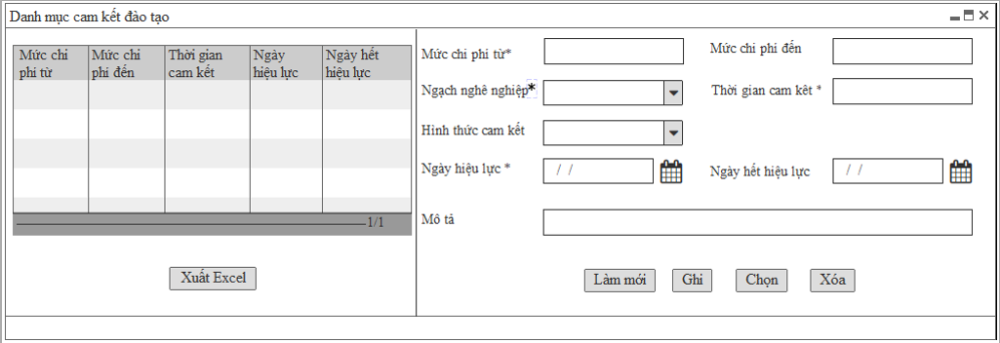 Danh mục cam kết đào tạo
Mức chi
phí từ
Mức chi
phí đến
Thời gian
cam kết
Ngày
hiệu lực
Ngày hết
hiệu lực
1/1
Xuất Excel
Mức chi phí từ*
Mức chi phí đến
Ngạch nghề nghiệp*
Thời gian cam kết *
Hình thức cam kết
Ngày hiệu lực *
/ /
Ngày hết hiệu lực
/ /
Mô tả
Làm mới
Ghi
Chọn
Xóa